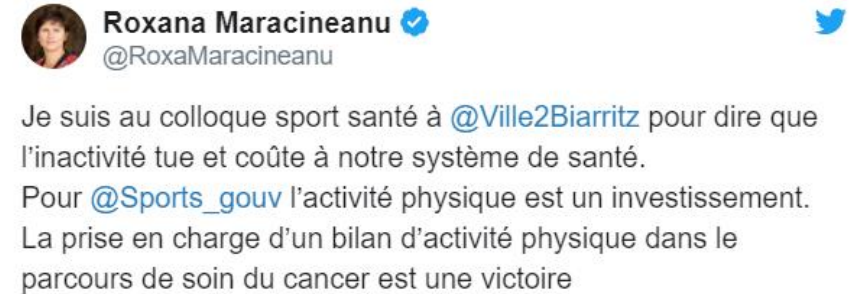 Roxana Maracineanu
@RoxaMaracineanu
Je suis au colloque sport santé à @Ville2Biarritz pour dire que
l’inactivité tue et coûte à notre système de santé.
Pour @Sports_gouv l’activité physique est un investissement.
La prise en charge d’un bilan d’activité physique dans le
parcours de soin du cancer est une victoire